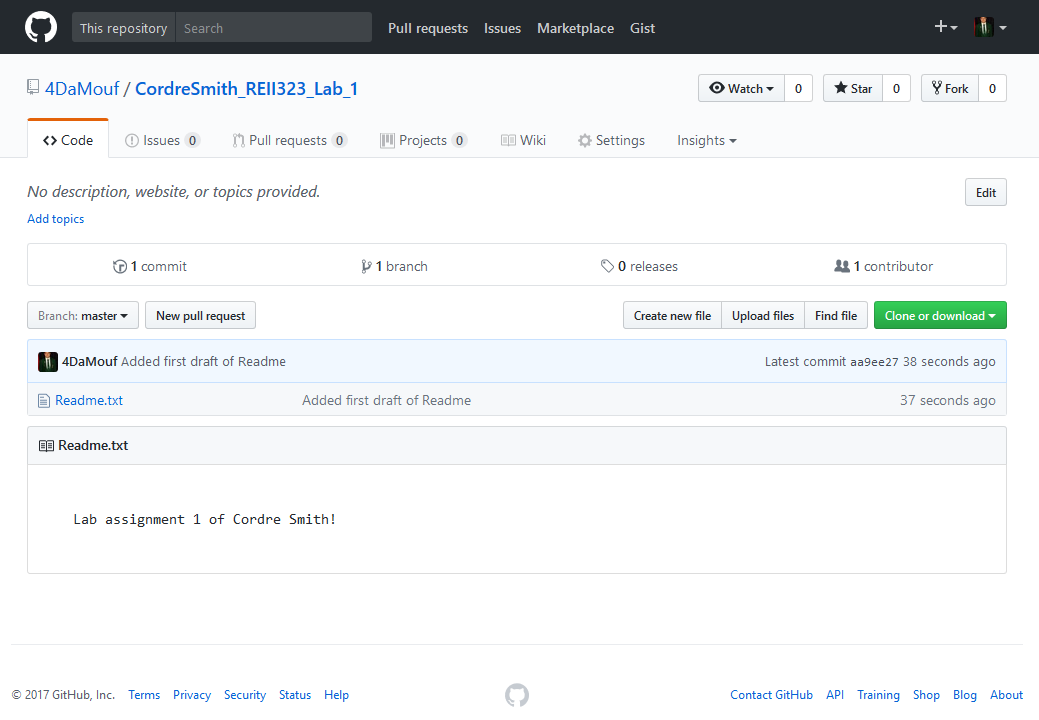 This repository Search Pull requests Issues Marketplace Gist
4DaMouf / CordreSmith_REII323_Lab_1 Watch 0 Star 0 Fork 0
Code Issues 0 Pull requests 0 Projects 0 Wiki Settings Insights
No description, website, or topics provided. Edit
Add topics
1 commit 1 branch 0 releases 1 contributor
Branch: master New pull request Create new file Upload files Find file Clone or download
4DaMouf Added first draft of Readme Latest commit aa9ee27 38 seconds ago
Readme.txt Added first draft of Readme 37 seconds ago
Readme.txt
Lab assignment 1 of Cordre Smith!
© 2017 GitHub, Inc. Terms Privacy Security Status Help Contact GitHub API Training Shop Blog About